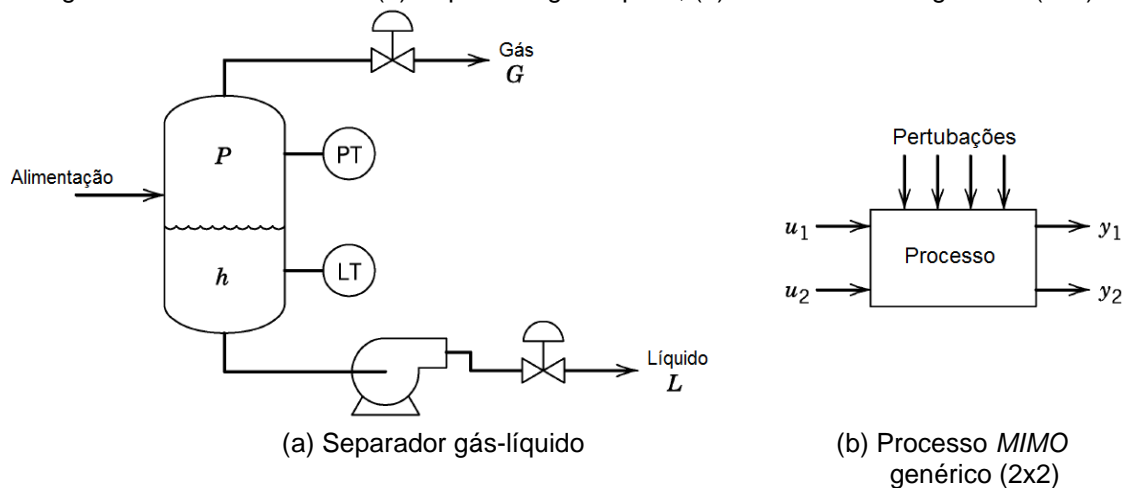 Gás
G
P
PT
Alimentação
h
LT
Líquido
L
(a) Separador gás-líquido
Pertubações
u1
y1
Processo
u2
y2
(b) Processo MIMO
genérico (2x2)